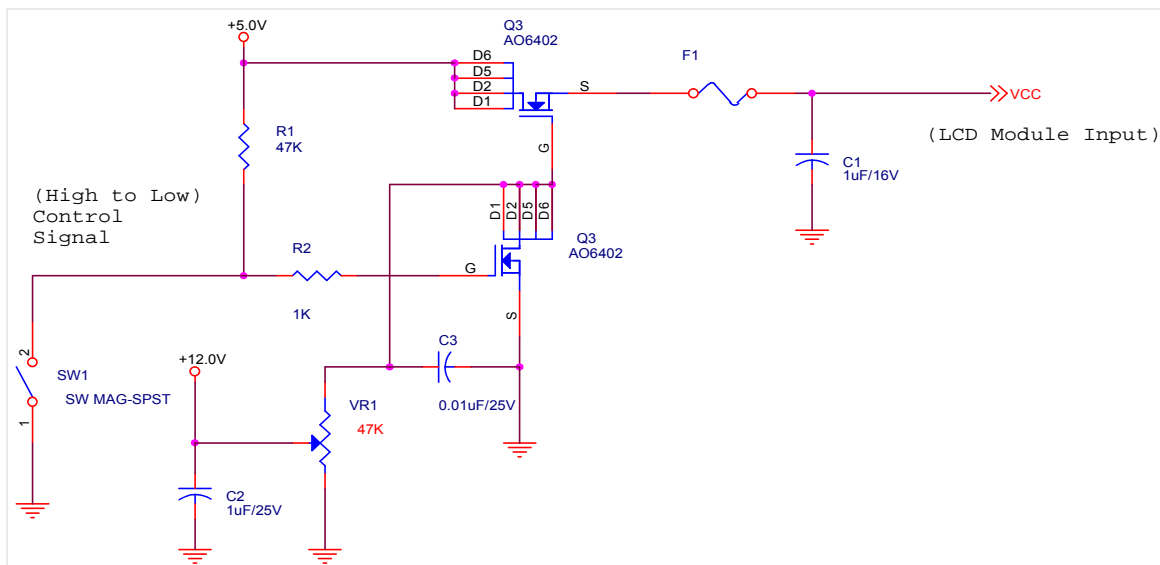 +5.0V
Q3
AO6402
D6
D5
D2
D1
S
G
F1
VCC
(LCD Module Input)
R1
47K
C1
1uF/16V
(High to Low)
Control
Signal
D1
D2
D5
D6
Q3
AO6402
R2
1K
G
S
2
SW1
SW MAG-SPST
1
+12.0V
C3
0.01uF/25V
VR1
47K
C2
1uF/25V